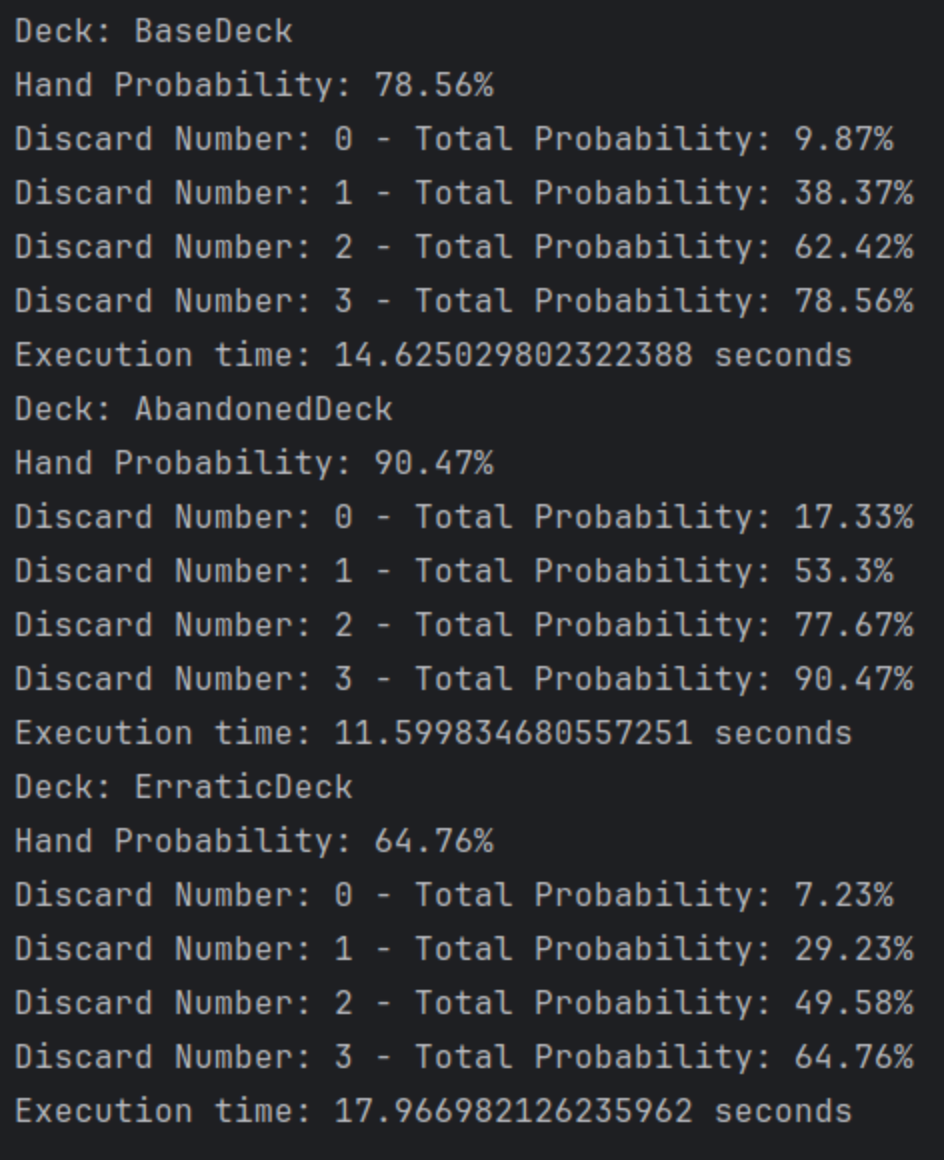 Deck: BaseDeck
Hand Probability: 78.56%
Discard Number: 0 - Total Probability: 9.87%
Discard Number: 1 - Total Probability: 38.37%
Discard Number: 2 - Total Probability: 62.42%
Discard Number: 3 - Total Probability: 78.56%
Execution time: 14.625029802322388 seconds
Deck: AbandonedDeck
Hand Probability: 90.47%
Discard Number: 0 - Total Probability: 17.33%
Discard Number: 1 - Total Probability: 53.3%
Discard Number: 2 - Total Probability: 77.67%
Discard Number: 3 - Total Probability: 90.47%
Execution time: 11.599834680557251 seconds
Deck: ErraticDeck
Hand Probability: 64.76%
Discard Number: 0 - Total Probability: 7.23%
Discard Number: 1 - Total Probability: 29.23%
Discard Number: 2 - Total Probability: 49.58%
Discard Number: 3 - Total Probability: 64.76%
Execution time: 17.966982126235962 seconds